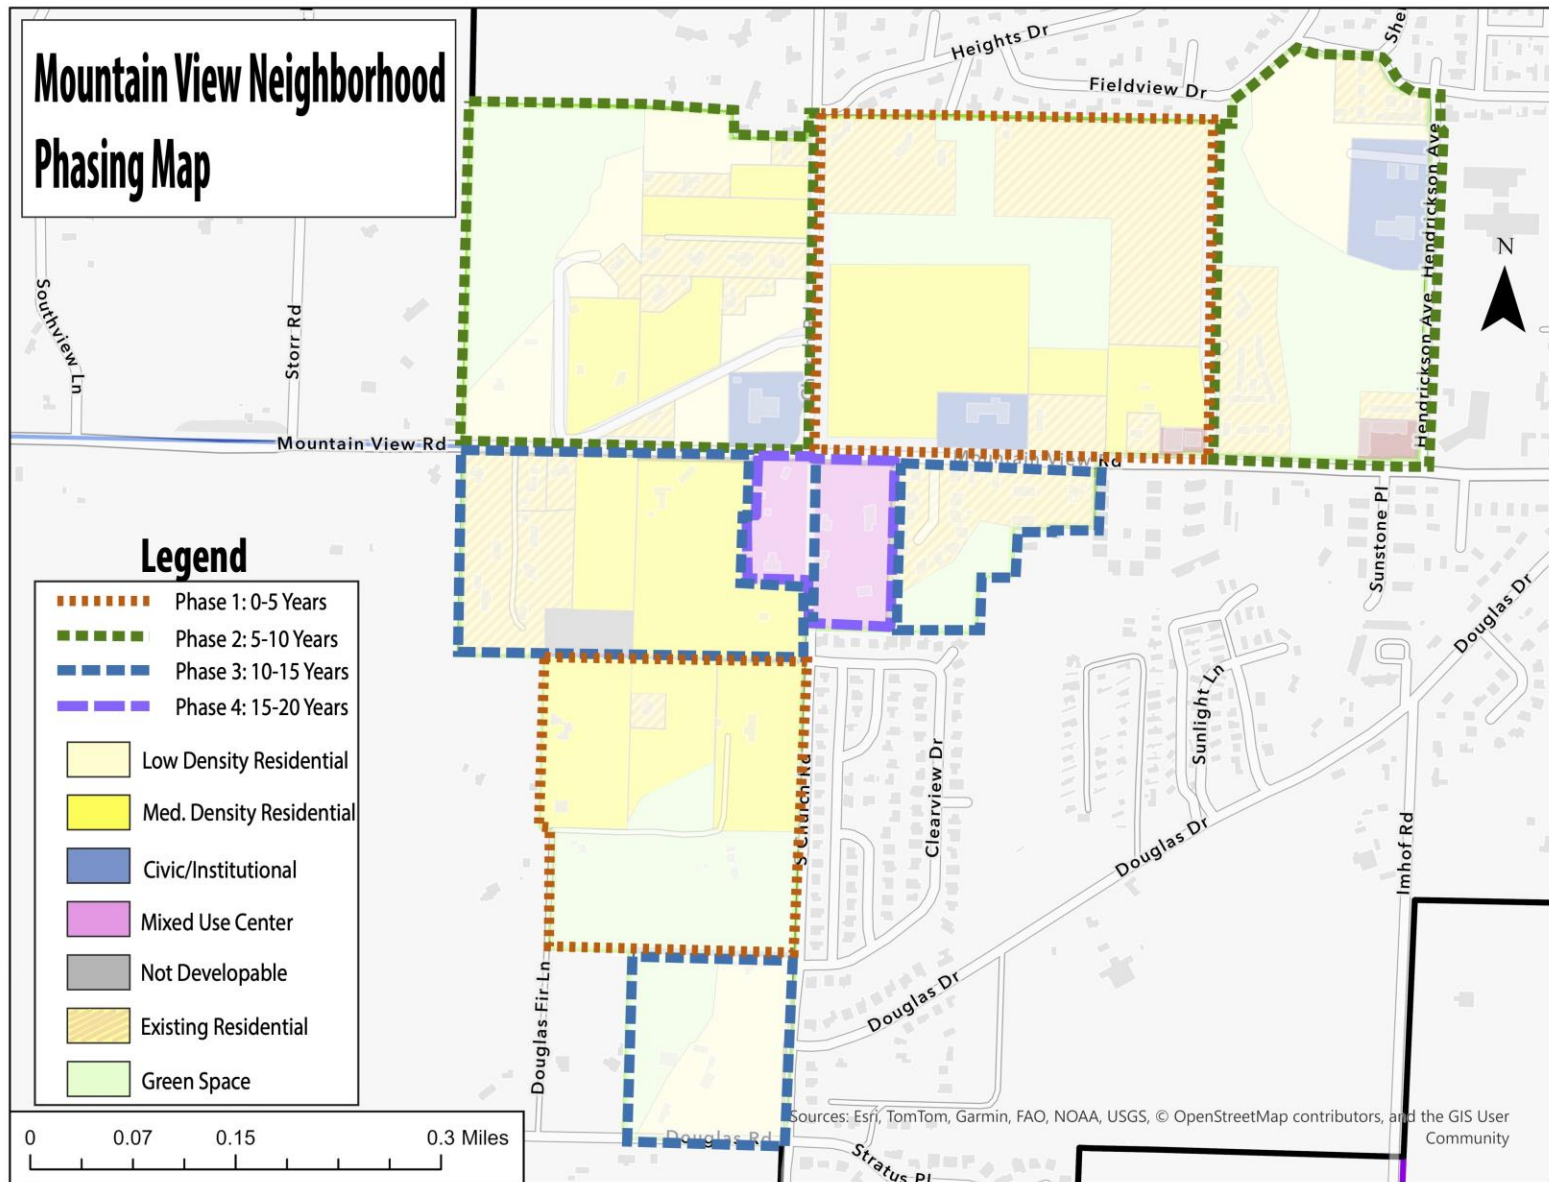 Mountain View Neighborhood
Phasing Map
Heights Dr
Fieldview Dr
Hendrickson Ave
Hendrickson Ave
Hendrickson Ave
N
Southview Ln
Storr Rd
Mountain View Rd
Mountain View Rd
Sunstone Pl
Douglas Dr
Sunlight Ln
Clearview Dr
S Church Rd
Douglas Dr
Imhof Rd
Douglas Dr
Douglas Fir Ln
Douglas Rd
Stratus Pl
Legend
Phase 1: 0-5 Years
Phase 2: 5-10 Years
Phase 3: 10-15 Years
Phase 4: 15-20 Years
Low Density Residential
Med. Density Residential
Civic/Institutional
Mixed Use Center
Not Developable
Existing Residential
Green Space
0 0.07 0.15 0.3 Miles
Sources: Esri, TomTom, Garmin, FAO, NOAA, USGS, © OpenStreetMap contributors, and the GIS User
Community